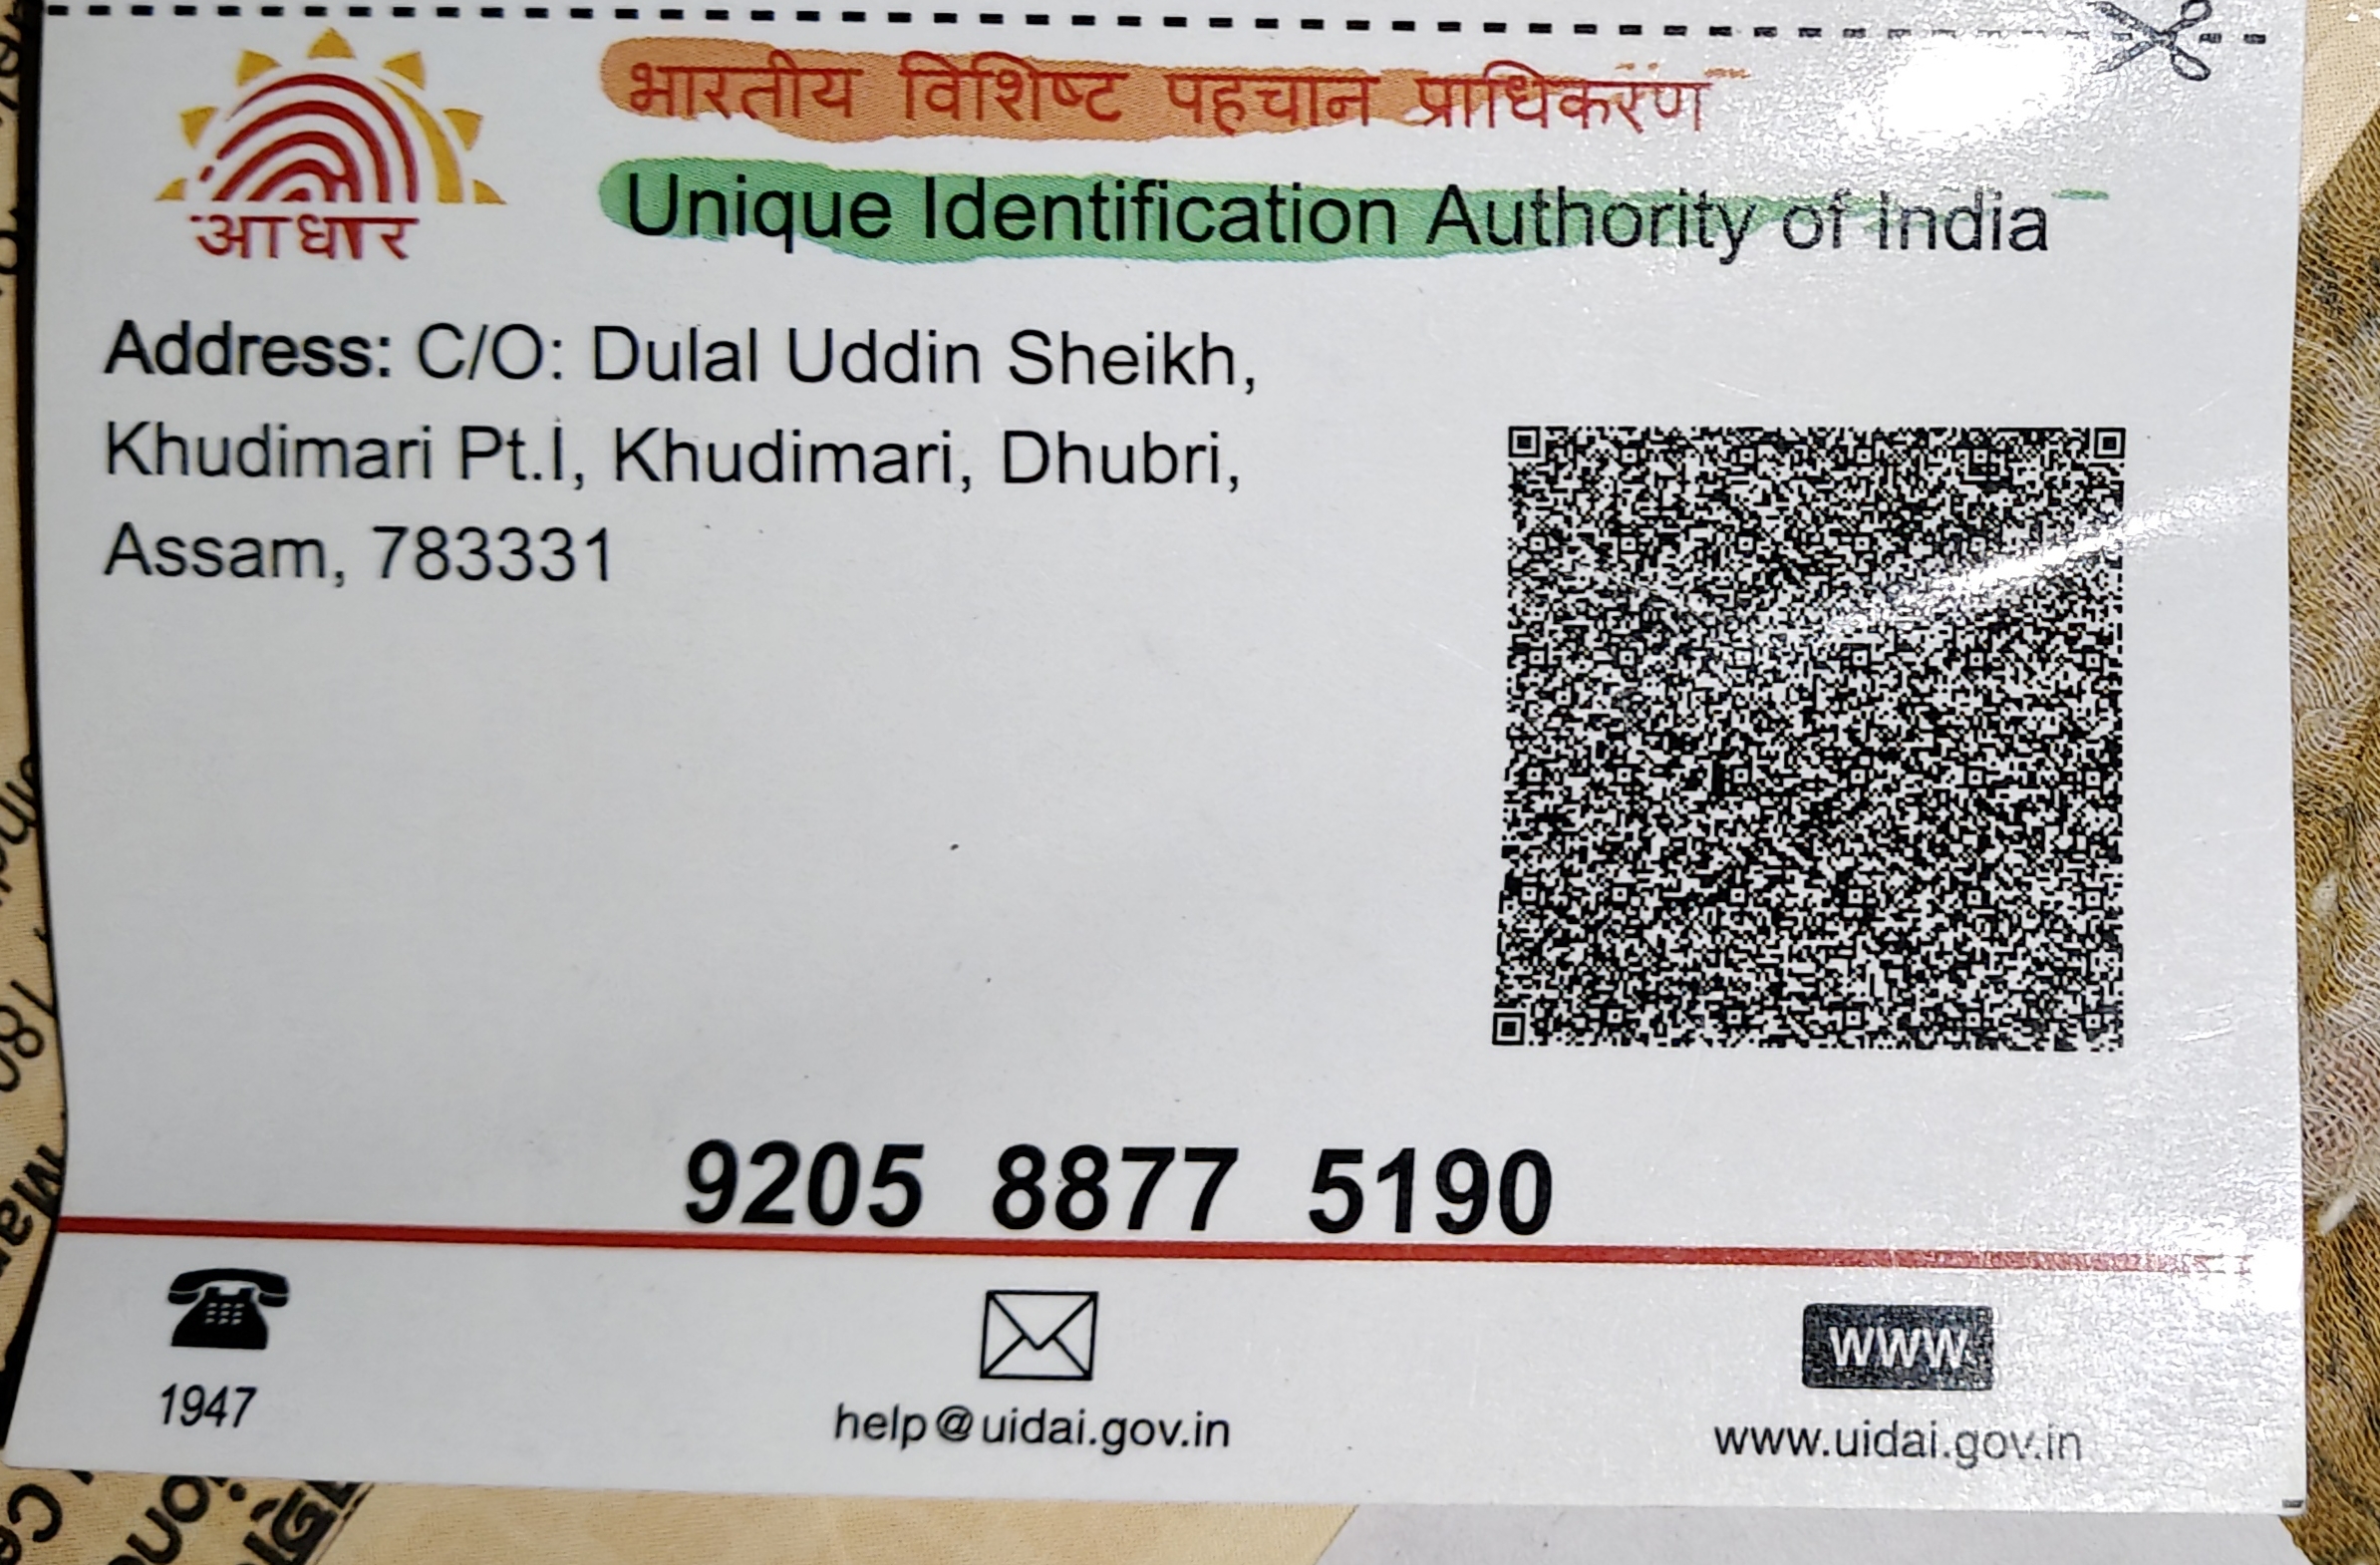 आधार
भारतीय विशिष्ट पहचान प्राधिकरण
Unique Identification Authority of India
Address: C/O: Dulal Uddin Sheikh,
Khudimari Pt.I, Khudimari, Dhubri,
Assam, 783331
9205 8877 5190
1947
help@uidai.gov.in
www
www.uidai.gov.in